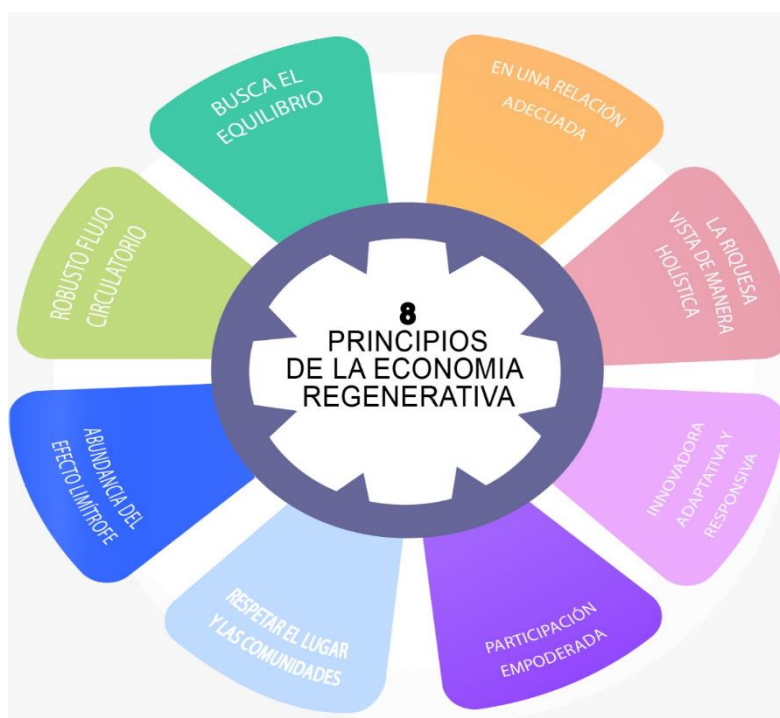 8
PRINCIPIOS
DE LA ECONOMIA
REGENERATIVA
EN UNA RELACIÓN
ADECUADA
LA RIQUESA
VISTA DE MANERA
HOLÍSTICA
INNOVADORA
ADAPTATIVA Y
RESPONSIVA
PARTICIPACIÓN
EMPODERADA
RESPETAR EL LUGAR
Y LAS COMUNIDADES
ABUNDANCIA DEL
EFECTO LIMÍTROFE
ROBUSTO FLUJO
CIRCULATORIO
BUSCA EL
EQUILIBRIO